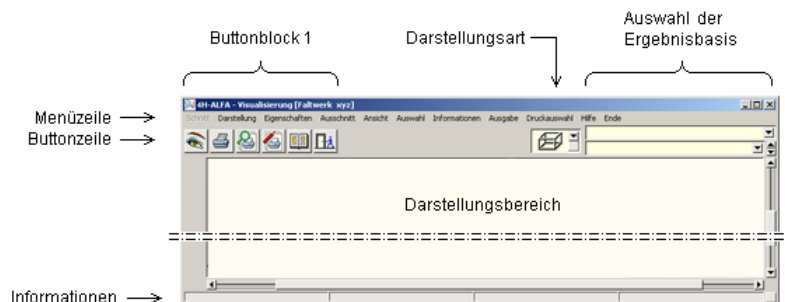 Auswahl der
Buttonblock 1 Darstellungsart Ergebnisbasis
4H-ALFA - Visualisierung [Faltwerk xyz]
Menüzeile Schritt Darstellung Eigenschaften Ausschnitt Ansicht Auswahl Informationen Ausgabe Druckauswahl Hilfe Ende
Buttonzeile
Darstellungsbereich
Informationen